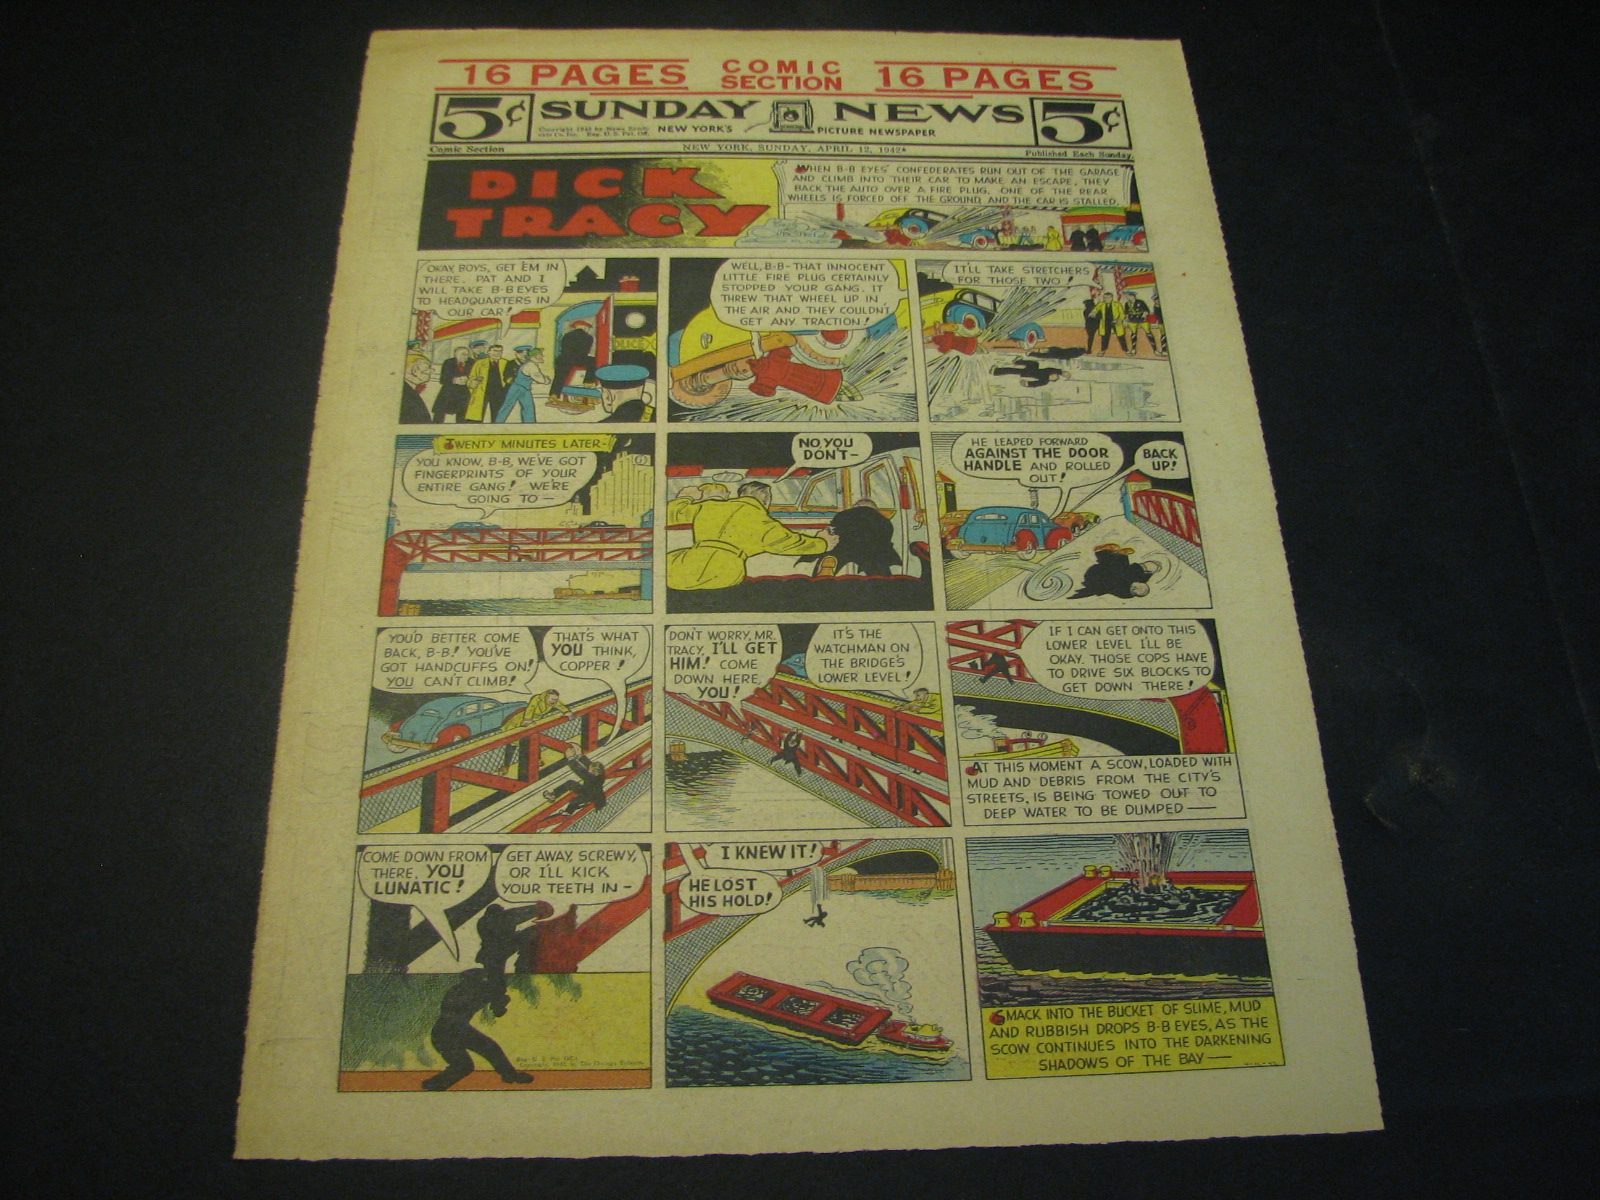 16 PAGES COMIC SECTION 16 PAGES
5¢ SUNDAY NEWS 5¢
NEW YORK'S PICTURE NEWSPAPER
Comic Section NEW YORK, SUNDAY, APRIL 12, 1942* Published Each Sunday.
DICK
TRACY
WHEN B-B EYES' CONFEDERATES RUN OUT OF THE GARAGE
AND CLIMB INTO THEIR CAR TO MAKE AN ESCAPE, THEY
BACK THE AUTO OVER A FIRE PLUG. ONE OF THE REAR
WHEELS IS FORCED OFF THE GROUND, AND THE CAR IS STALLED.
OKAY, BOYS, GET 'EM IN
THERE. PAT AND I
WILL TAKE B-B EYES
TO HEADQUARTERS IN
OUR CAR!
WELL, B-B- THAT INNOCENT
LITTLE FIRE PLUG CERTAINLY
STOPPED YOUR GANG. IT
THREW THAT WHEEL UP IN
THE AIR AND THEY COULDN'T
GET ANY TRACTION!
IT'LL TAKE STRETCHERS
FOR THOSE TWO!
TWENTY MINUTES LATER-
YOU KNOW, B-B, WE'VE GOT
FINGERPRINTS OF YOUR
ENTIRE GANG! WE'RE
GOING TO —
NO, YOU
DON'T—
HE LEAPED FORWARD
AGAINST THE DOOR
HANDLE AND ROLLED
OUT!
BACK
UP!
YOU'D BETTER COME
BACK, B-B! YOU'VE
GOT HANDCUFFS ON!
YOU CAN'T CLIMB!
THAT'S WHAT
YOU THINK,
COPPER!
DON'T WORRY, MR.
TRACY, I'LL GET
HIM! COME
DOWN HERE,
YOU!
IT'S THE
WATCHMAN ON
THE BRIDGE'S
LOWER LEVEL!
IF I CAN GET ONTO THIS
LOWER LEVEL I'LL BE
OKAY. THOSE COPS HAVE
TO DRIVE SIX BLOCKS TO
GET DOWN THERE!
AT THIS MOMENT A SCOW, LOADED WITH
MUD AND DEBRIS FROM THE CITY'S
STREETS, IS BEING TOWED OUT TO
DEEP WATER TO BE DUMPED —
COME DOWN FROM
THERE, YOU
LUNATIC!
GET AWAY, SCREWY,
OR I'LL KICK
YOUR TEETH IN —
I KNEW IT!
HE LOST
HIS HOLD!
SMACK INTO THE BUCKET OF SLIME, MUD
AND RUBBISH DROPS B-B EYES, AS THE
SCOW CONTINUES INTO THE DARKENING
SHADOWS OF THE BAY —